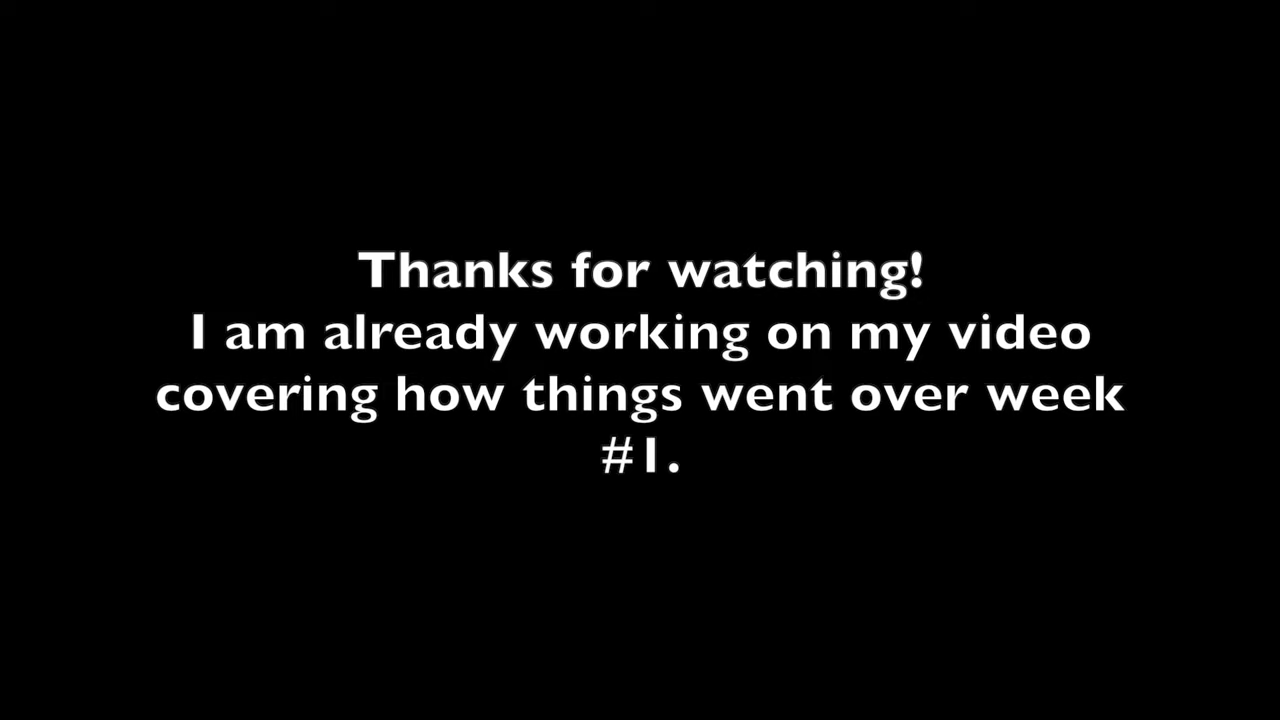 Thanks for watching!
I am already working on my video
covering how things went over week
#1.